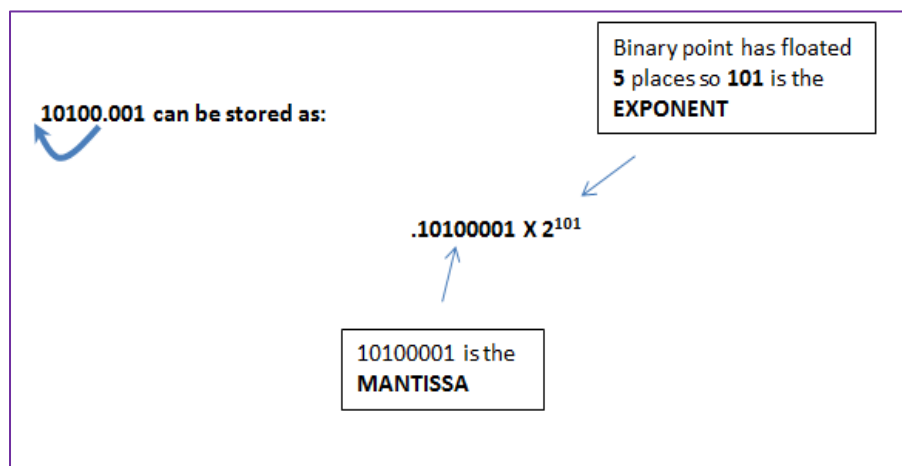 Binary point has floated
5 places so 101 is the
EXPONENT
10100.001 can be stored as:
.10100001 X 2¹⁰¹
10100001 is the
MANTISSA